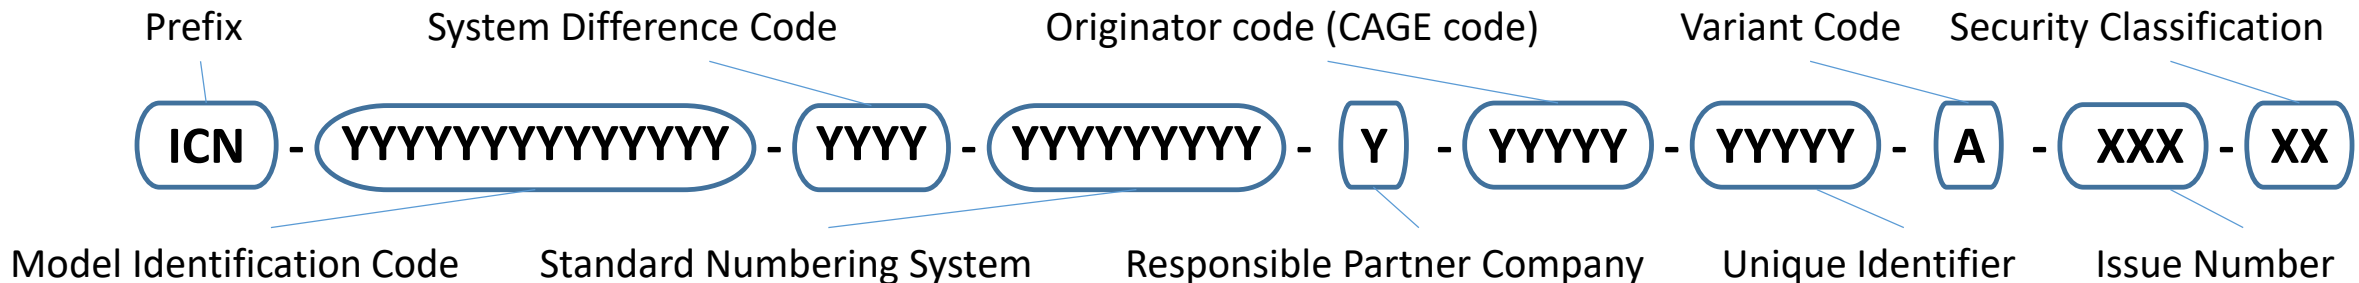 Prefix System Difference Code Originator code (CAGE code) Variant Code Security Classification
ICN - YYYYYYYYYYYYYY - YYYY - YYYYYYYYY - Y - YYYYY - YYYYY - A - XXX - XX
Model Identification Code Standard Numbering System Responsible Partner Company Unique Identifier Issue Number